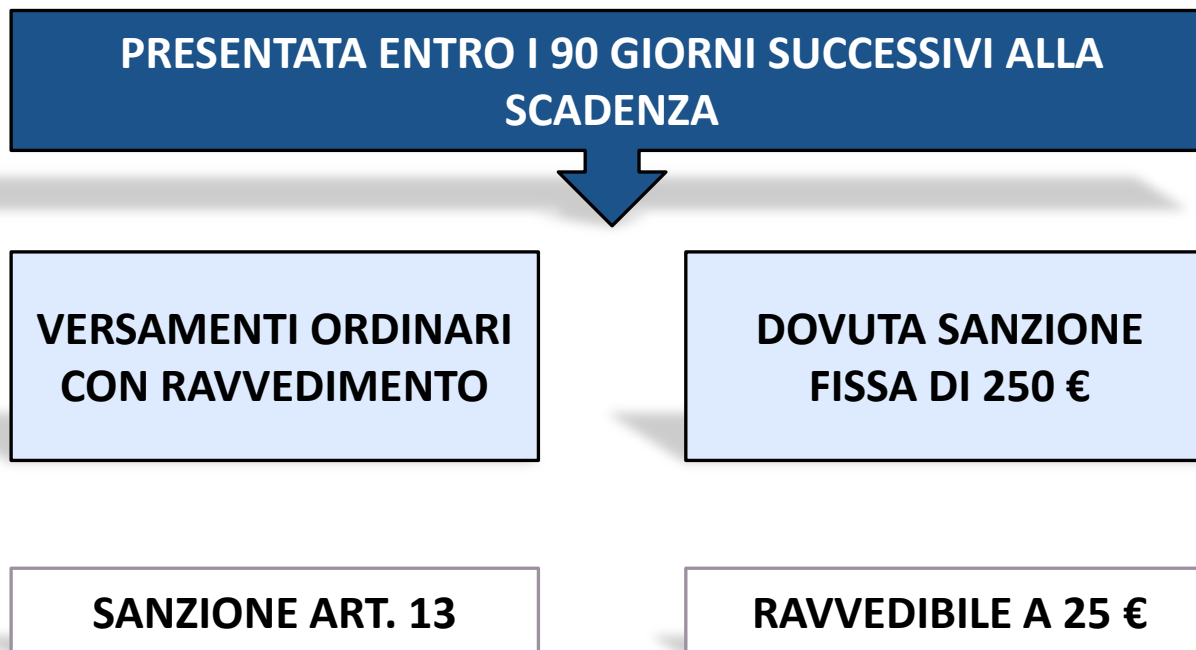 PRESENTATA ENTRO I 90 GIORNI SUCCESSIVI ALLA
SCADENZA
VERSAMENTI ORDINARI
CON RAVVEDIMENTO
DOVUTA SANZIONE
FISSA DI 250 €
SANZIONE ART. 13
RAVVEDIBILE A 25 €